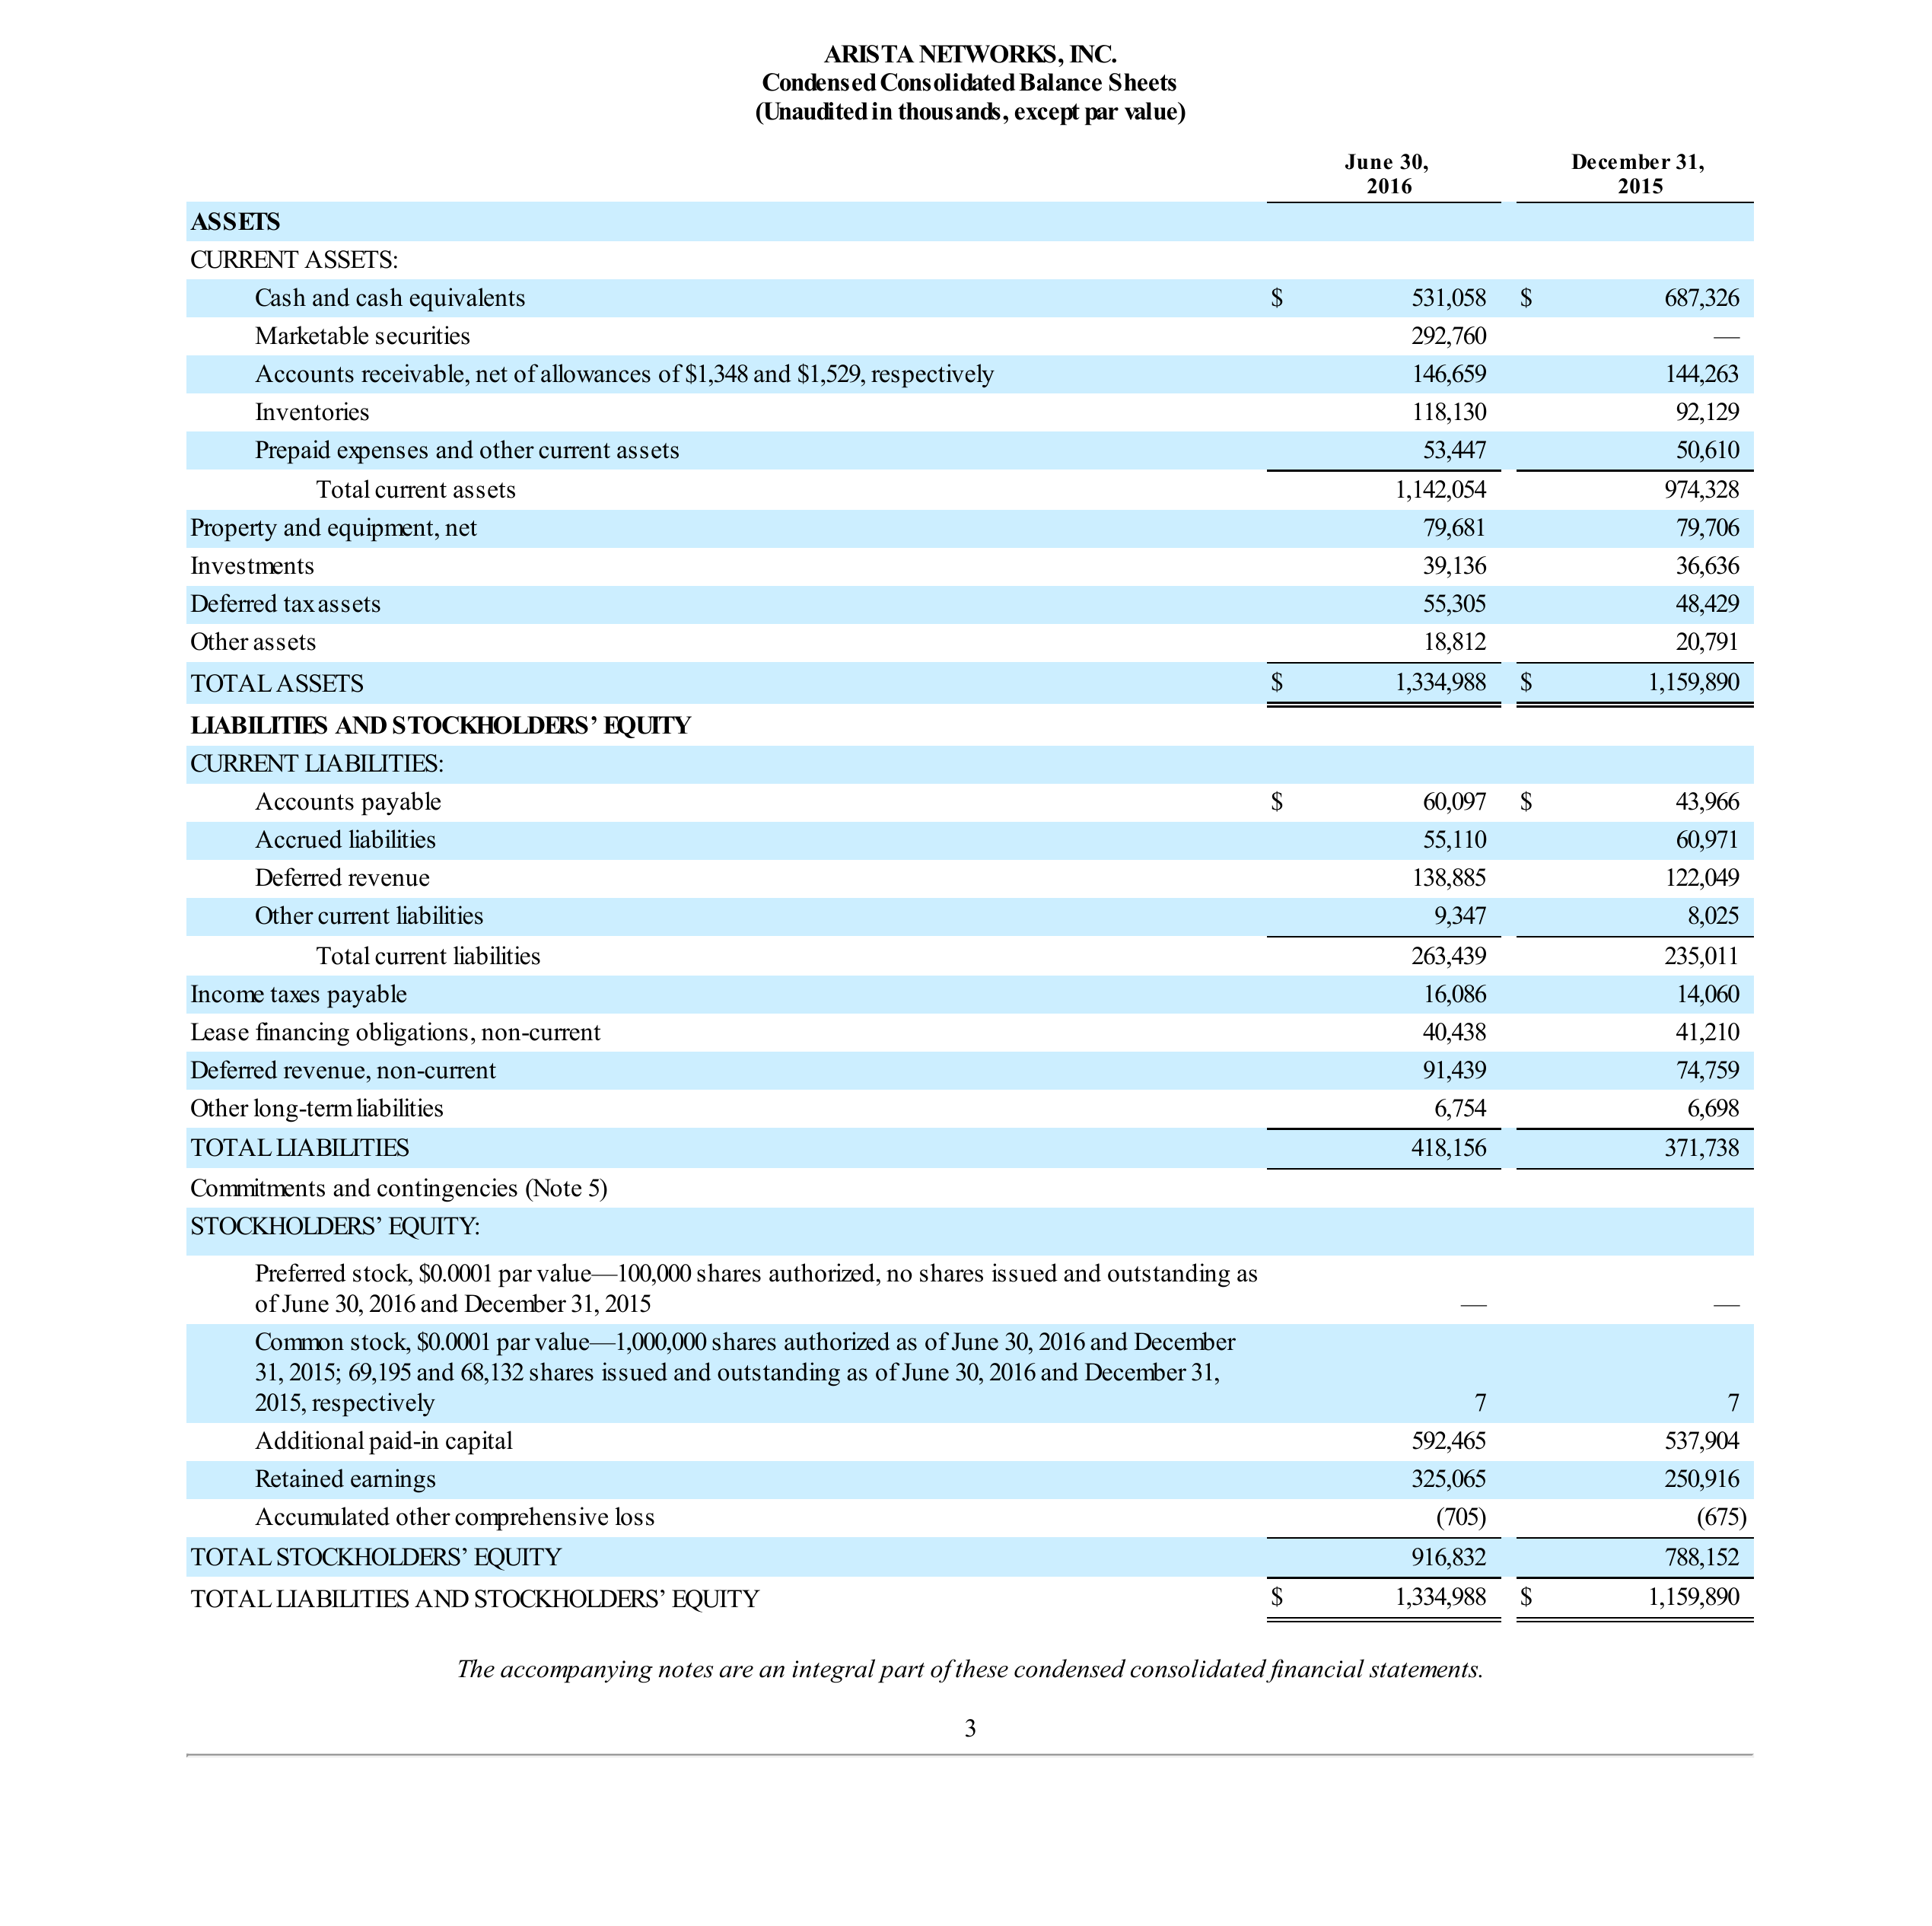 ARISTA NETWORKS, INC.
Condensed Consolidated Balance Sheets
(Unaudited in thousands, except par value)
June 30, 2016 December 31, 2015
ASSETS
CURRENT ASSETS:
Cash and cash equivalents $ 531,058 $ 687,326
Marketable securities 292,760 —
Accounts receivable, net of allowances of $1,348 and $1,529, respectively 146,659 144,263
Inventories 118,130 92,129
Prepaid expenses and other current assets 53,447 50,610
Total current assets 1,142,054 974,328
Property and equipment, net 79,681 79,706
Investments 39,136 36,636
Deferred tax assets 55,305 48,429
Other assets 18,812 20,791
TOTAL ASSETS $ 1,334,988 $ 1,159,890
LIABILITIES AND STOCKHOLDERS’ EQUITY
CURRENT LIABILITIES:
Accounts payable $ 60,097 $ 43,966
Accrued liabilities 55,110 60,971
Deferred revenue 138,885 122,049
Other current liabilities 9,347 8,025
Total current liabilities 263,439 235,011
Income taxes payable 16,086 14,060
Lease financing obligations, non-current 40,438 41,210
Deferred revenue, non-current 91,439 74,759
Other long-term liabilities 6,754 6,698
TOTAL LIABILITIES 418,156 371,738
Commitments and contingencies (Note 5)
STOCKHOLDERS’ EQUITY:
Preferred stock, $0.0001 par value—100,000 shares authorized, no shares issued and outstanding as
of June 30, 2016 and December 31, 2015 — —
Common stock, $0.0001 par value—1,000,000 shares authorized as of June 30, 2016 and December
31, 2015; 69,195 and 68,132 shares issued and outstanding as of June 30, 2016 and December 31,
2015, respectively 7 7
Additional paid-in capital 592,465 537,904
Retained earnings 325,065 250,916
Accumulated other comprehensive loss (705) (675)
TOTAL STOCKHOLDERS’ EQUITY 916,832 788,152
TOTAL LIABILITIES AND STOCKHOLDERS’ EQUITY $ 1,334,988 $ 1,159,890
The accompanying notes are an integral part of these condensed consolidated financial statements.
3